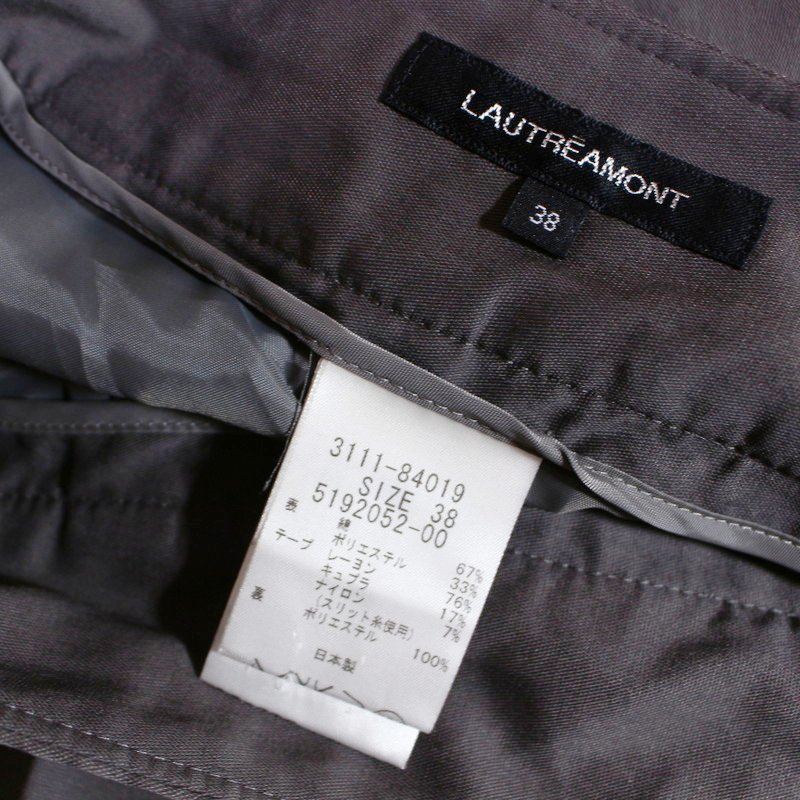 LAUTRÉAMONT
38
3111-84019
SIZE 38
5192052-00
表 綿 67%
ポリエステル 33%
テープ レーヨン 76%
キュプラ 17%
ナイロン 7%
(スリット糸使用)
裏 ポリエステル 100%
日本製